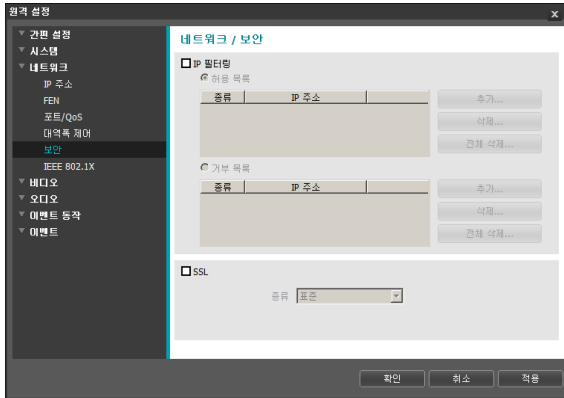 원격 설정
x
간편 설정
시스템
네트워크
IP 주소
FEN
포트/QoS
대역폭 제어
보안
IEEE 802.1X
비디오
오디오
이벤트 동작
이벤트
네트워크 / 보안
IP 필터링
허용 목록
종류 IP 주소
추가...
삭제...
전체 삭제...
거부 목록
종류 IP 주소
추가...
삭제...
전체 삭제...
SSL
종류 표준
확인 취소 적용